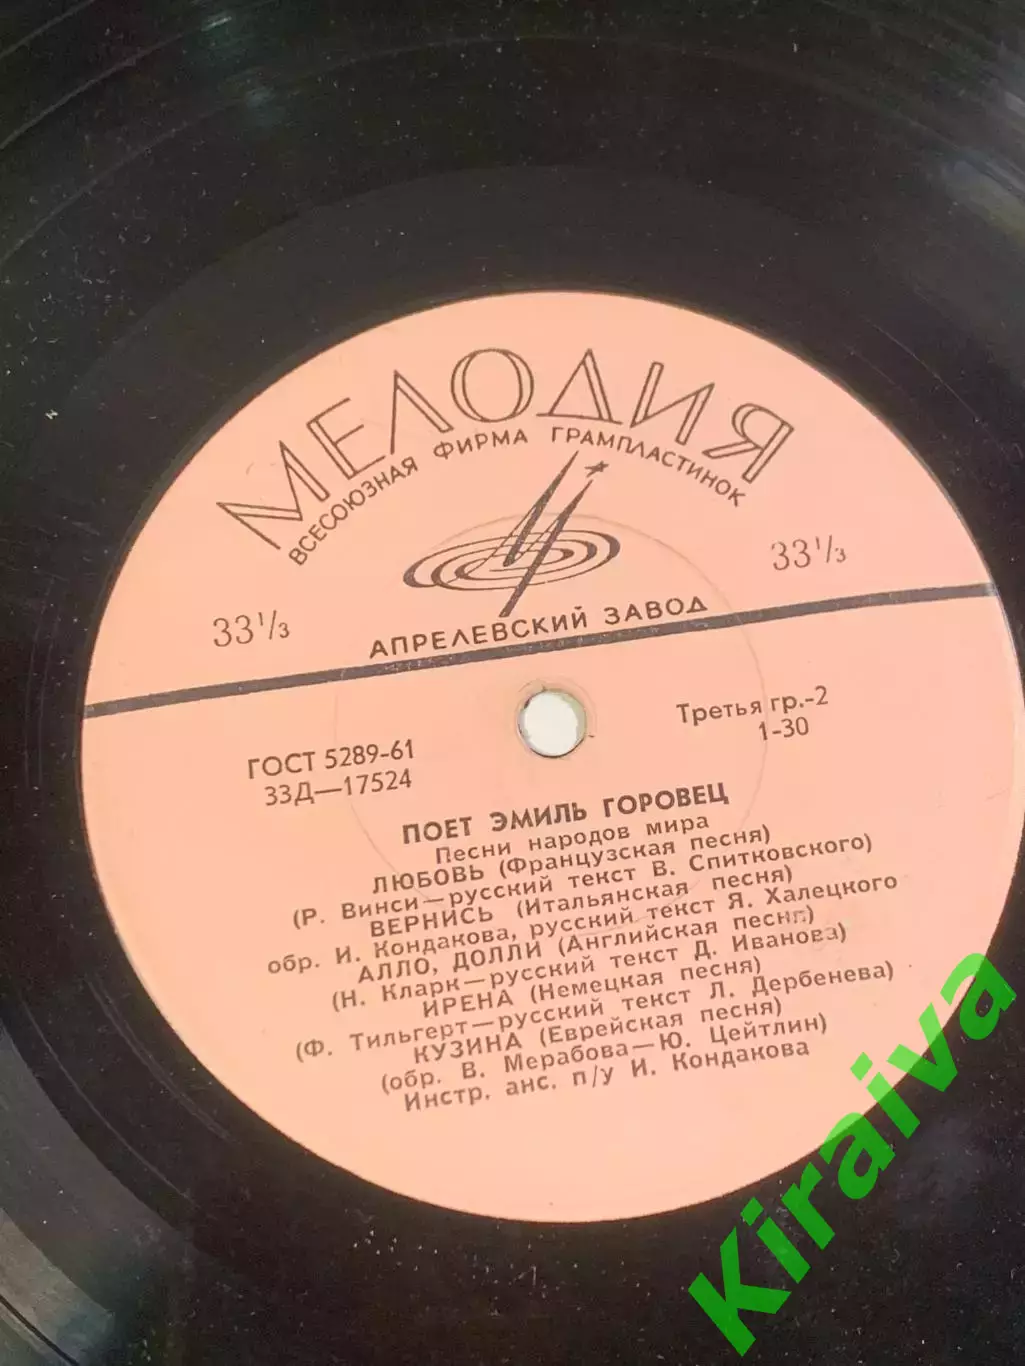 МЕЛОДИЯ
ВСЕСОЮЗНАЯ ФИРМА ГРАМПЛАСТИНОК
33⅓ 33⅓
АПРЕЛЕВСКИЙ ЗАВОД
ГОСТ 5289-61 Третья гр.-2
33Д—17524 1-30
ПОЕТ ЭМИЛЬ ГОРОВЕЦ
Песни народов мира
ЛЮБОВЬ (Французская песня)
(Р. Винси—русский текст В. Спитковского)
ВЕРНИСЬ (Итальянская песня)
обр. И. Кондакова, русский текст Я. Халецкого
АЛЛО, ДОЛЛИ (Английская песня)
(Н. Кларк—русский текст Д. Иванова)
ИРЕНА (Немецкая песня)
(Ф. Тильгерт—русский текст Л. Дербенева)
КУЗИНА (Еврейская песня)
(обр. В. Мерабова—Ю. Цейтлин)
Инстр. анс. п/у И. Кондакова
Kiraiva